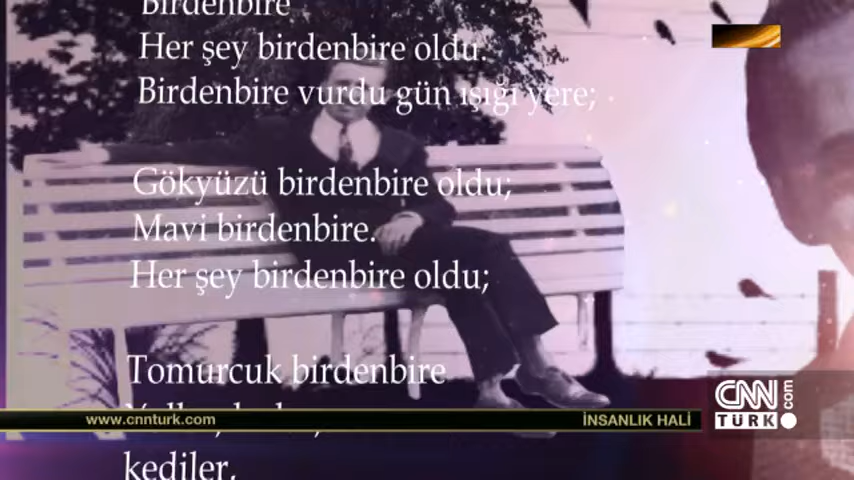 Birdenbire
Her şey birdenbire oldu.
Birdenbire vurdu gün ışığı yere;
Gökyüzü birdenbire oldu;
Mavi birdenbire.
Her şey birdenbire oldu;
Tomurcuk birdenbire
www.cnnturk.com
İNSANLIK HALİ
CNN
TURK
.com
kediler,